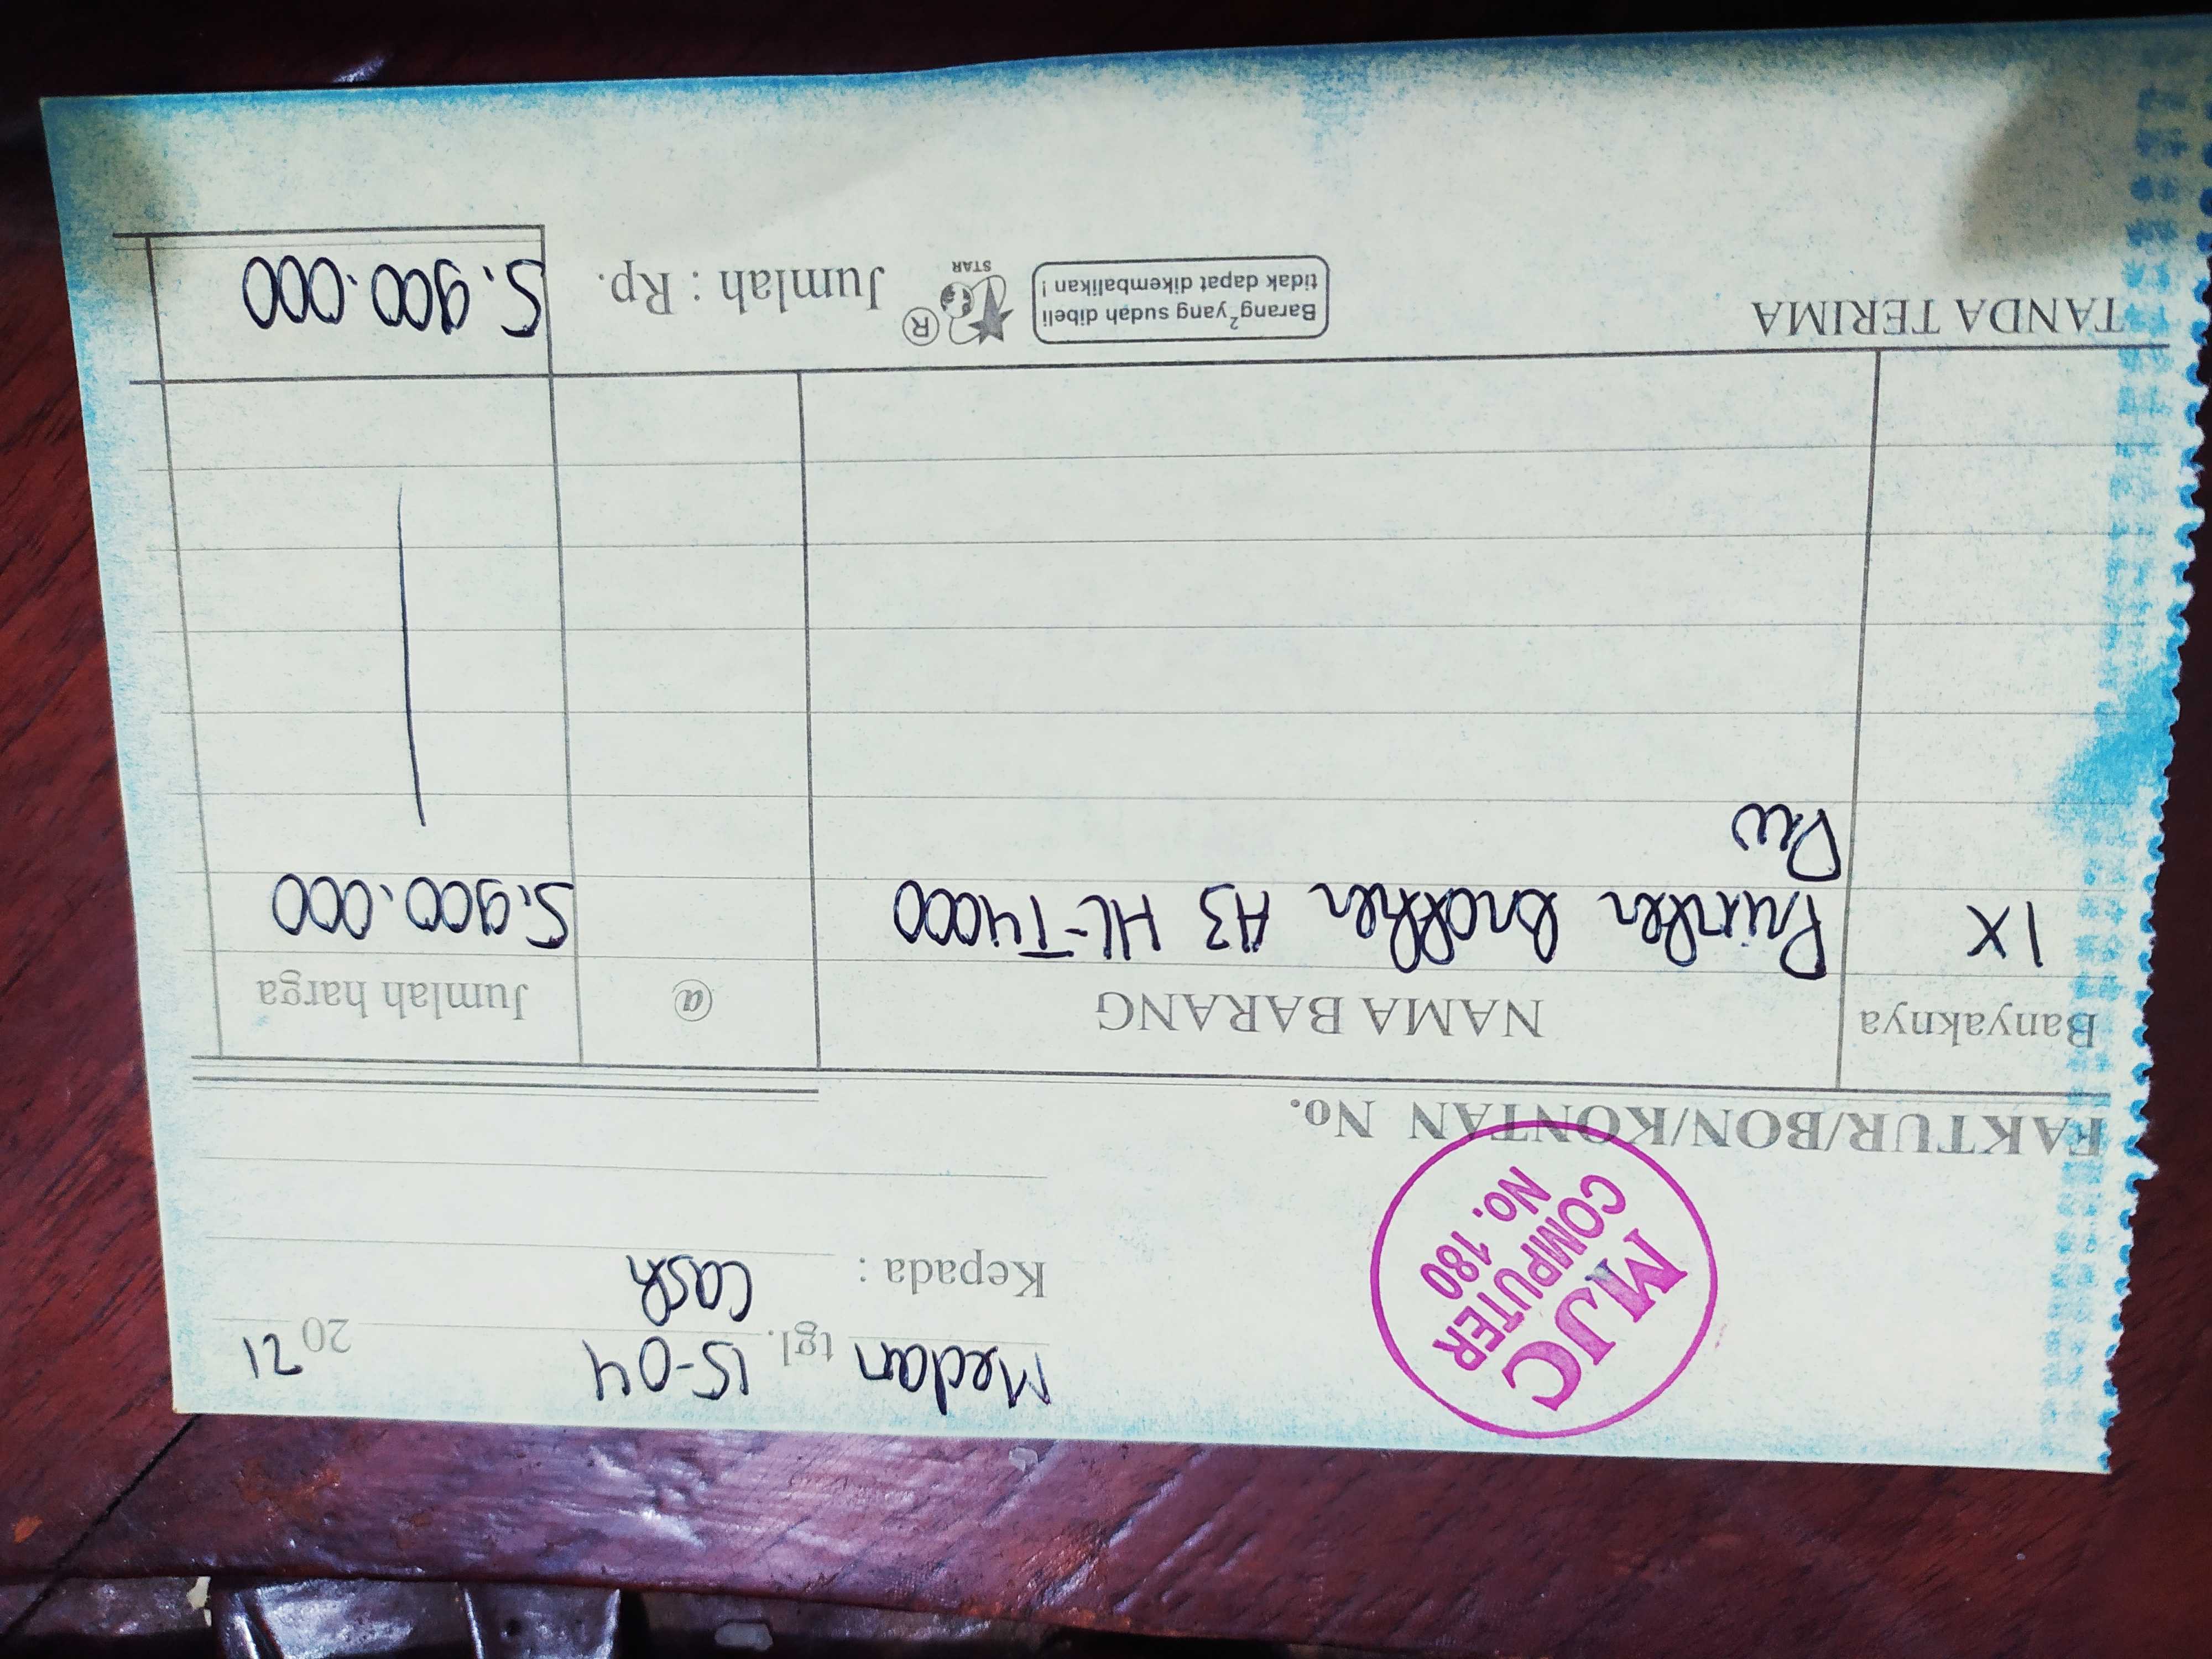 MJC
COMPUTER
No. 180
Medan tgl. 15-04 2021
Kepada : Cash
FAKTUR/BON/KONTAN No.
Banyaknya NAMA BARANG @ Jumlah harga
1X Printer brother A3 HL-T4000 5.900.000
TANDA TERIMA
Barang² yang sudah dibeli
tidak dapat dikembalikan !
STAR
®
Jumlah : Rp. 5.900.000